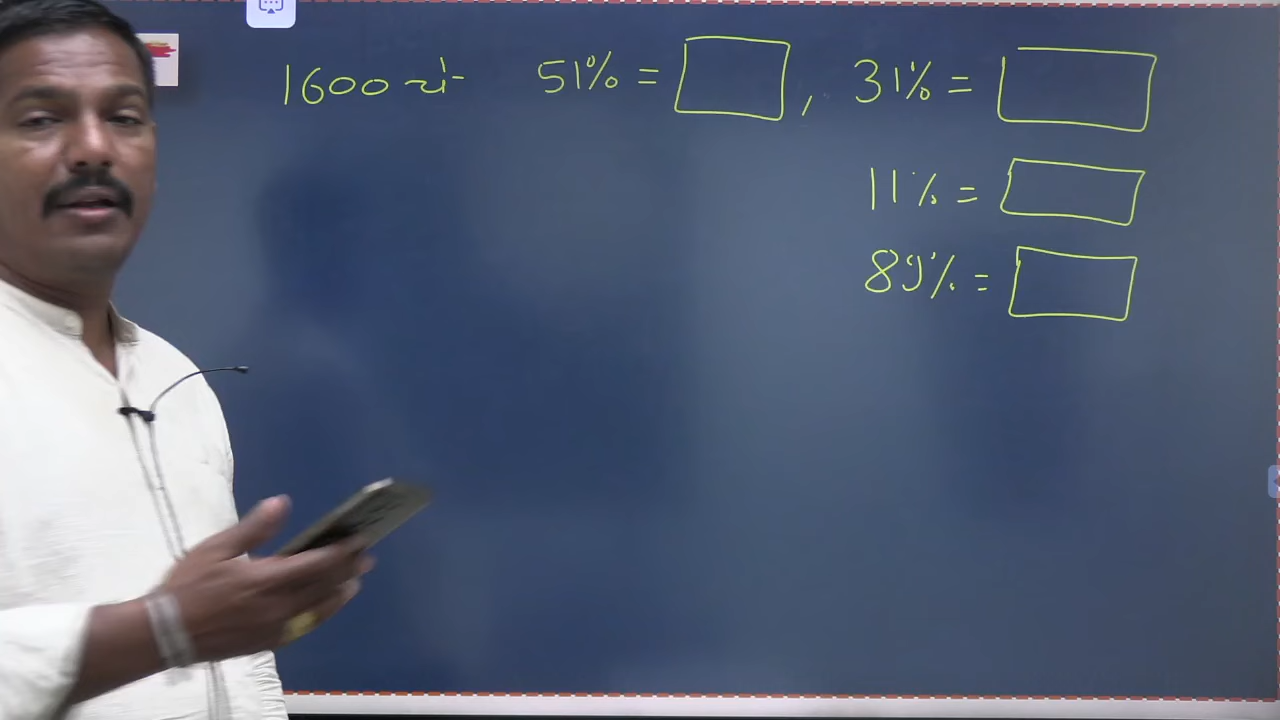 1600 चे 51% = , 31% =
11% =
89% =